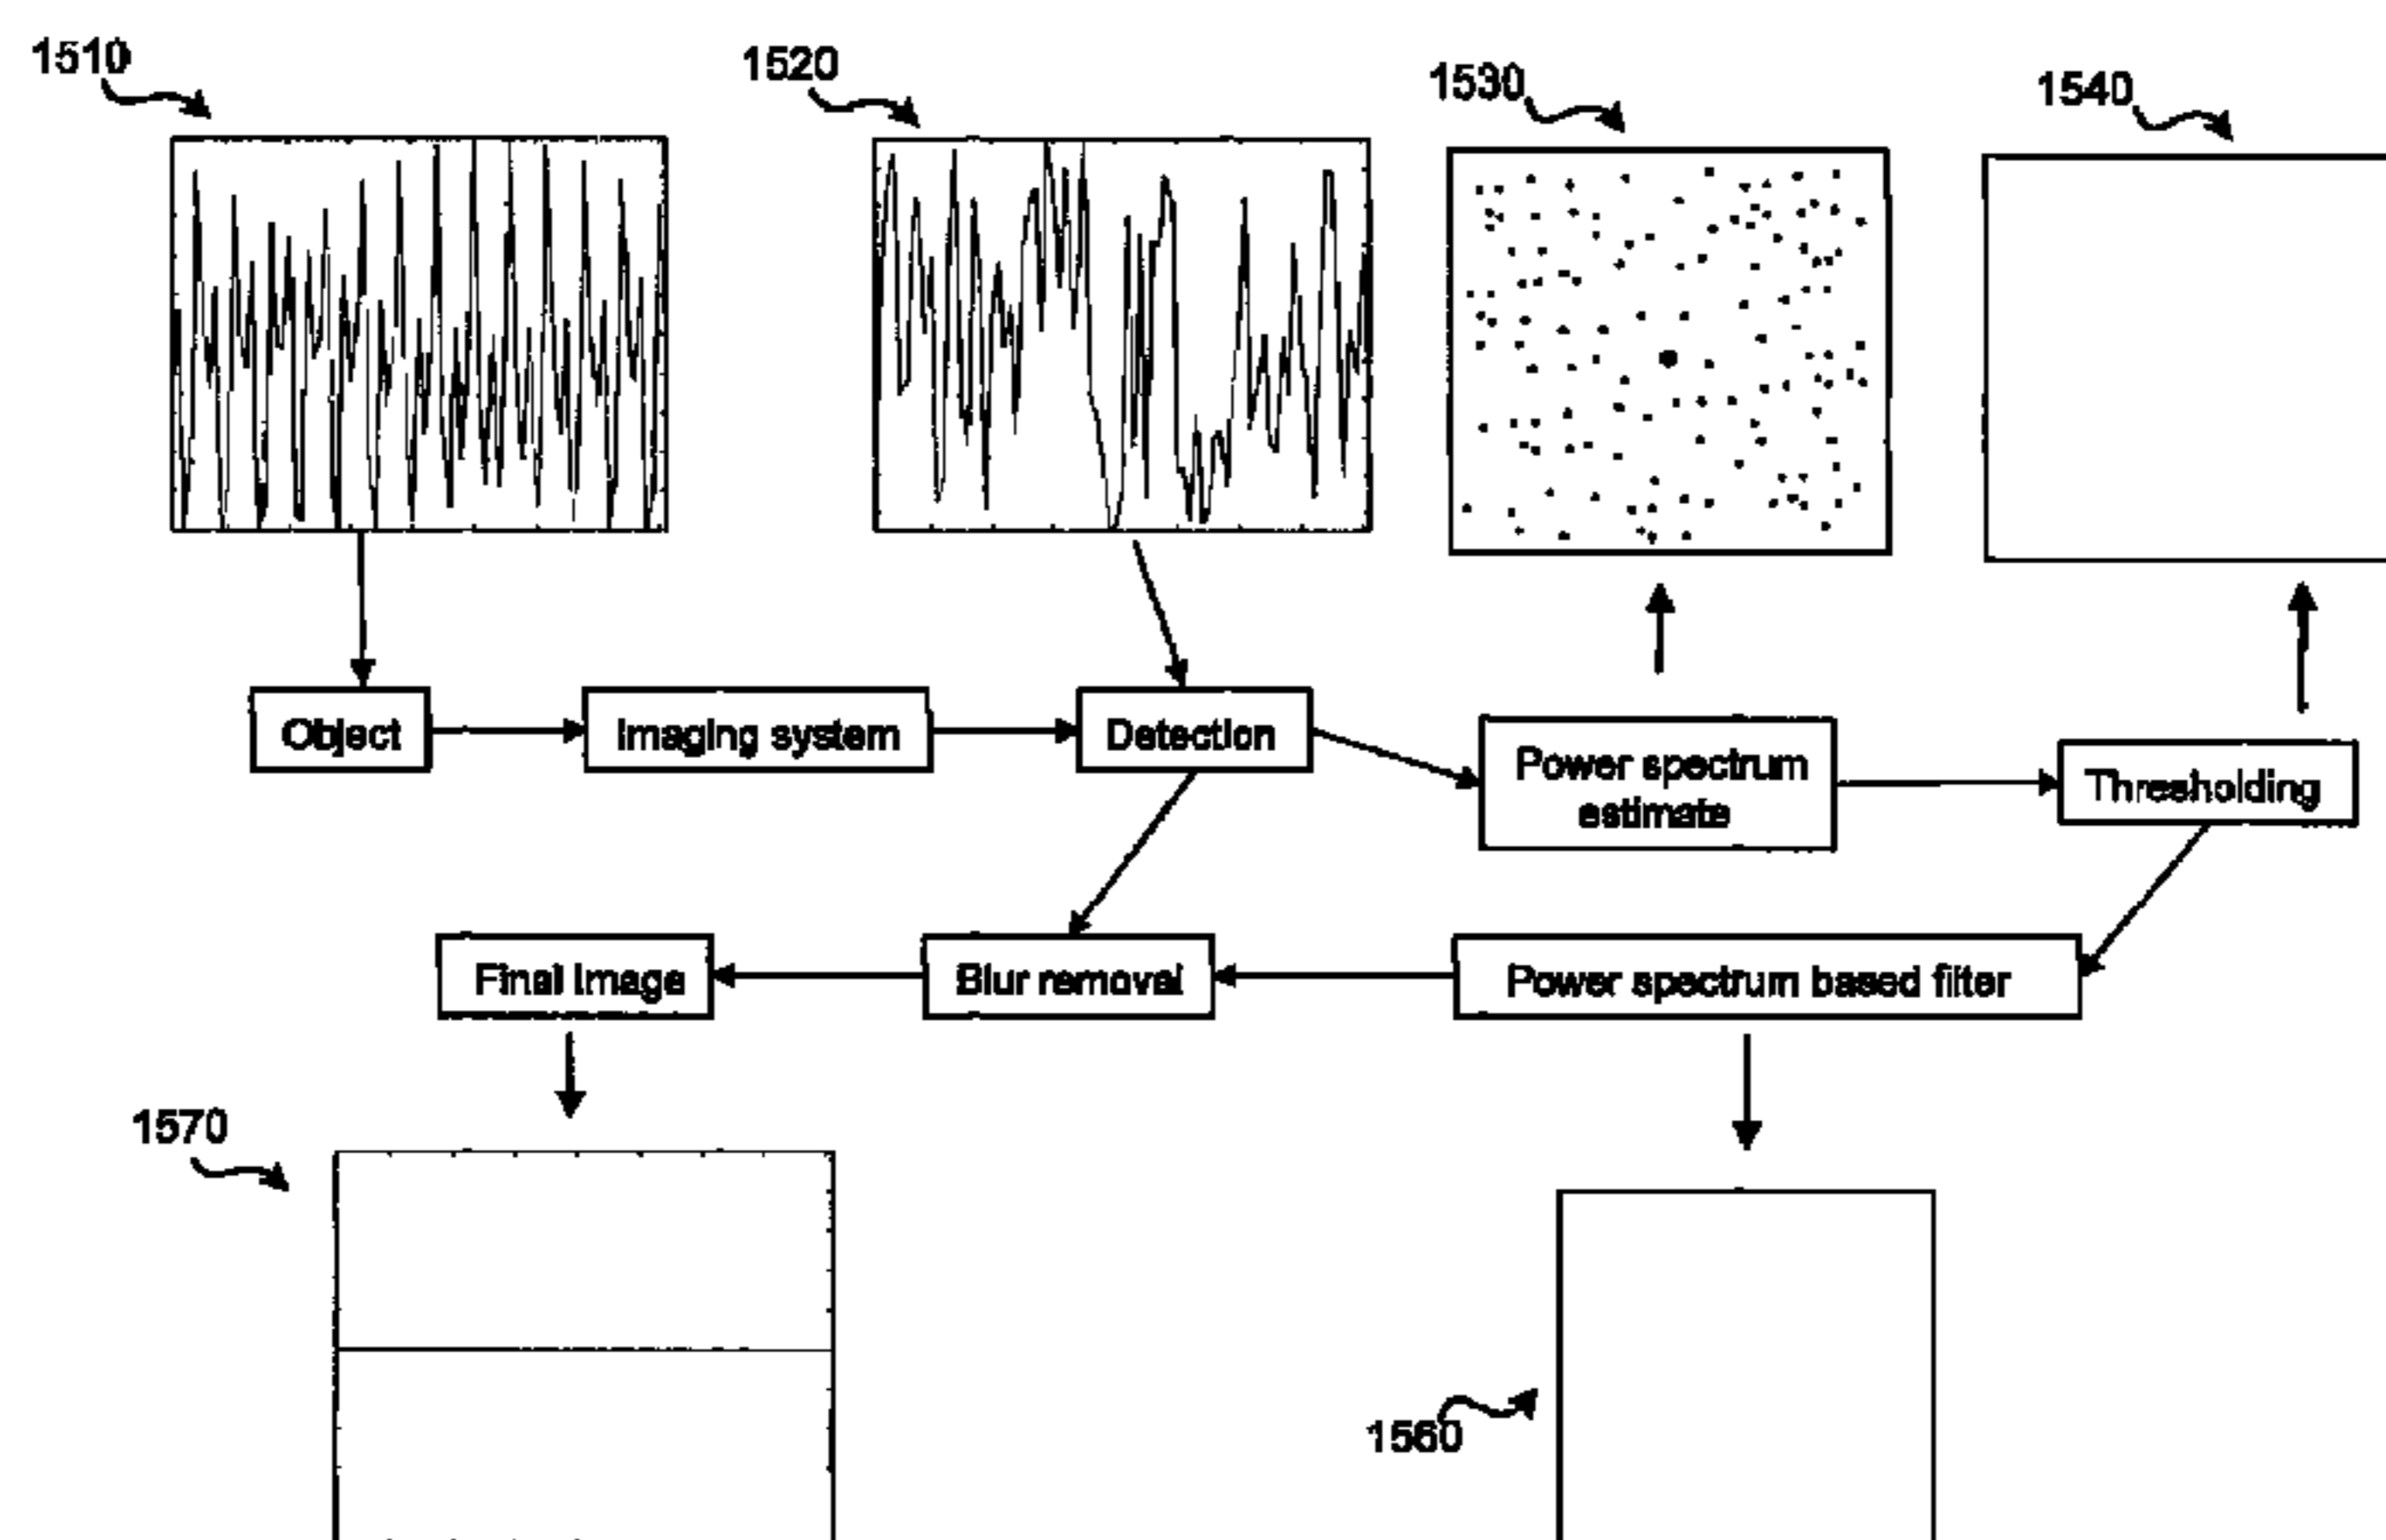 1510
1520
1530
1540
Object
Imaging system
Detection
Power spectrum
estimate
Thresholding
Final image
Blur removal
Power spectrum based filter
1570
1560